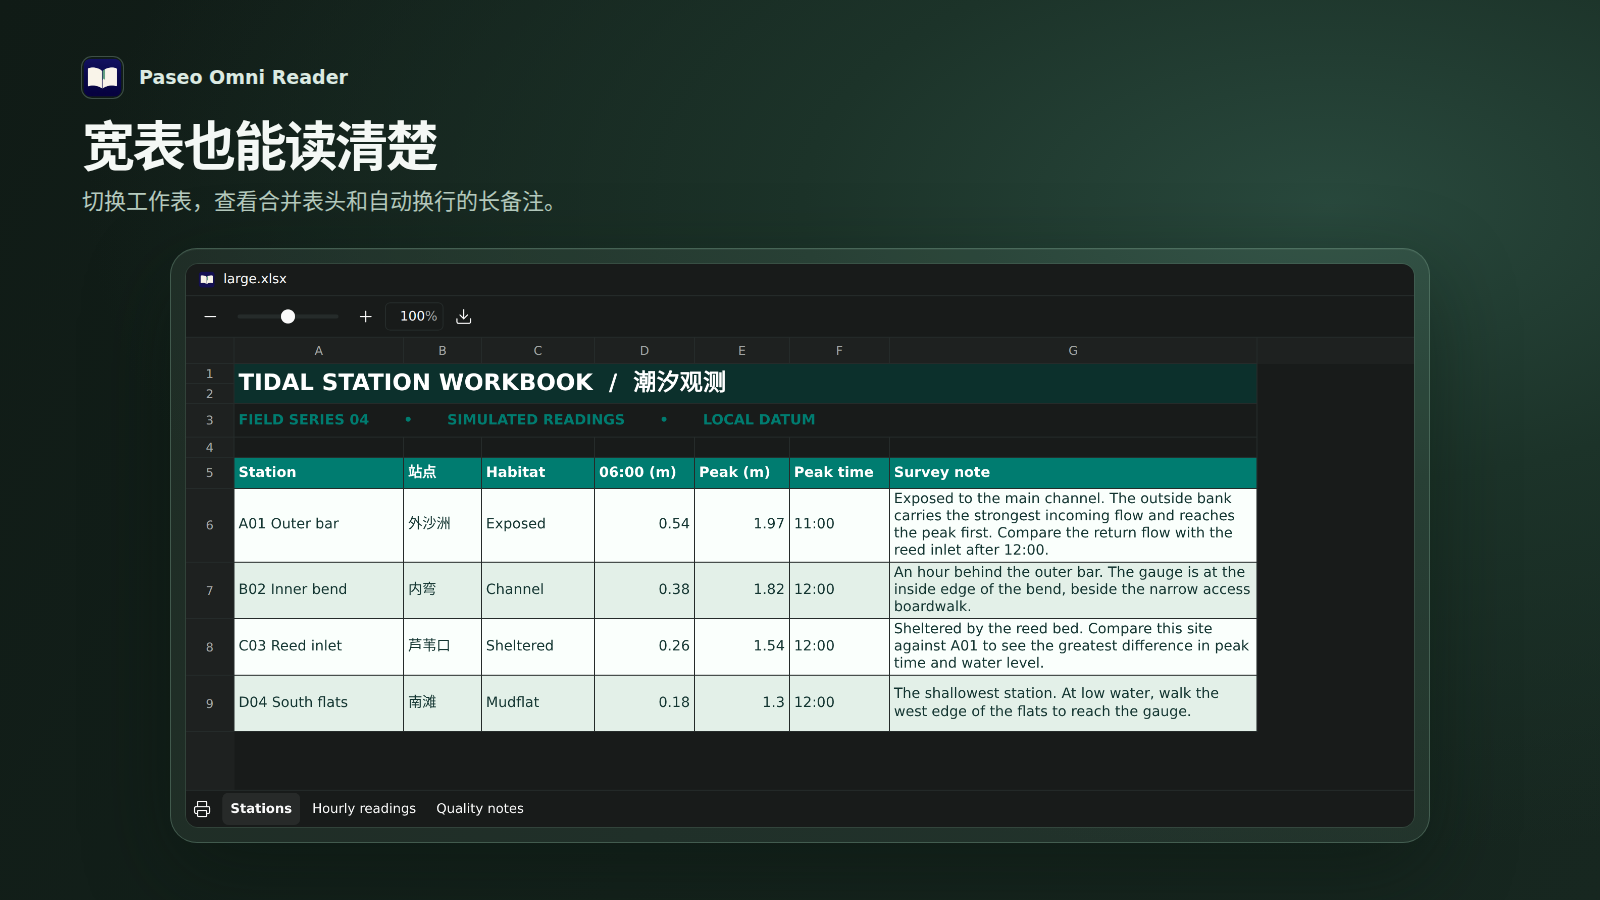 Paseo Omni Reader
宽表也能读清楚
切换工作表，查看合并表头和自动换行的长备注。
large.xlsx
100%
A B C D E F G
1 TIDAL STATION WORKBOOK / 潮汐观测
2
3 FIELD SERIES 04 • SIMULATED READINGS • LOCAL DATUM
4
5 Station 站点 Habitat 06:00 (m) Peak (m) Peak time Survey note
6 A01 Outer bar 外沙洲 Exposed 0.54 1.97 11:00 Exposed to the main channel. The outside bank
carries the strongest incoming flow and reaches
the peak first. Compare the return flow with the
reed inlet after 12:00.
7 B02 Inner bend 内弯 Channel 0.38 1.82 12:00 An hour behind the outer bar. The gauge is at the
inside edge of the bend, beside the narrow access
boardwalk.
8 C03 Reed inlet 芦苇口 Sheltered 0.26 1.54 12:00 Sheltered by the reed bed. Compare this site
against A01 to see the greatest difference in peak
time and water level.
9 D04 South flats 南滩 Mudflat 0.18 1.3 12:00 The shallowest station. At low water, walk the
west edge of the flats to reach the gauge.
Stations Hourly readings Quality notes